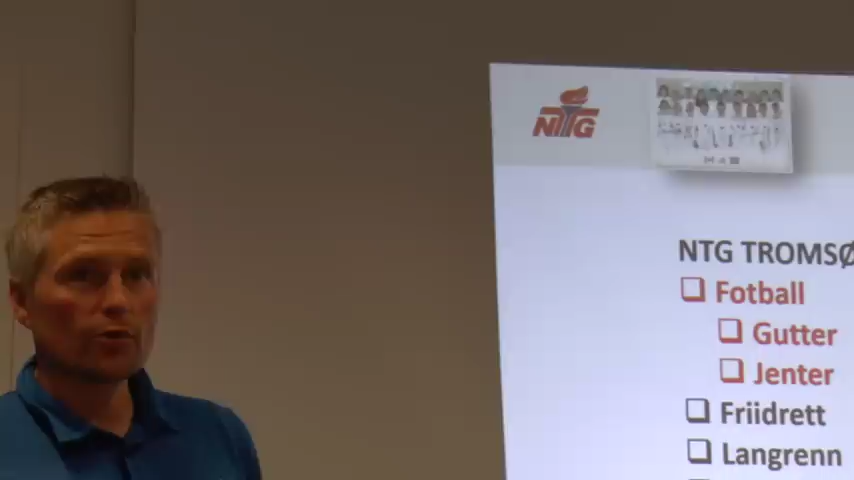 NTG
NTG TROMSØ
❑ Fotball
❑ Gutter
❑ Jenter
❑ Friidrett
❑ Langrenn